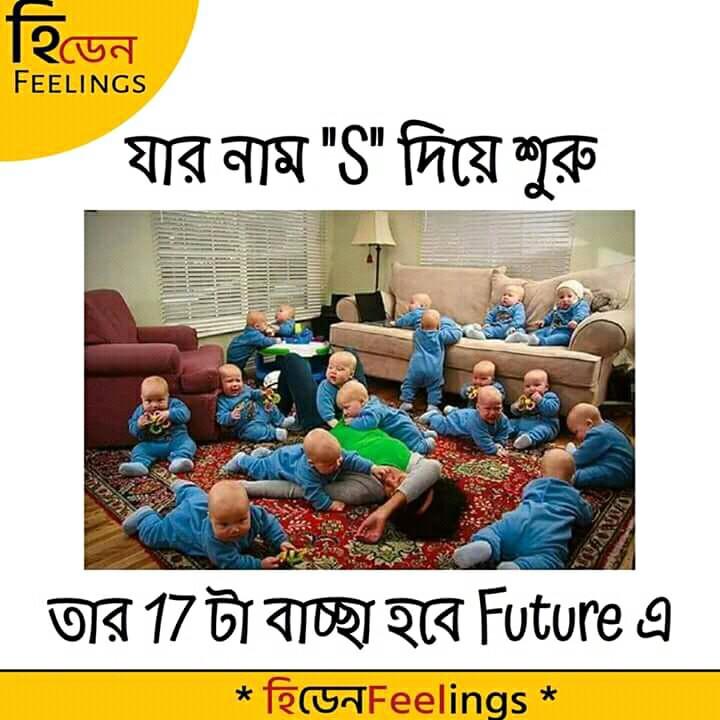 হিডেন
FEELINGS
যার নাম "S" দিয়ে শুরু
তার 17 টা বাচ্ছা হবে Future এ
* হিডেনFeelings *